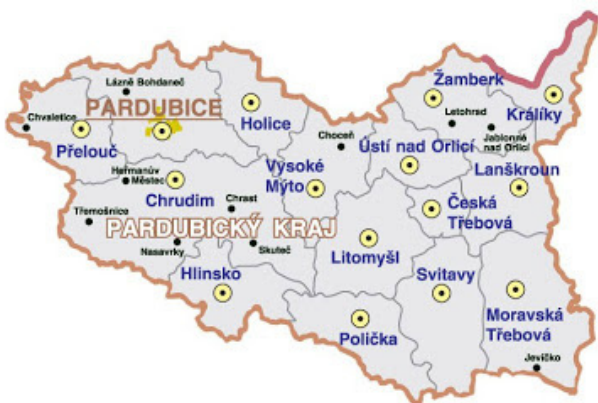 Žamberk
Lázně Bohdaneč
PARDUBICE
Chvaletice
Holice
Letohrad
Králíky
Přelouč
Choceň
Ústí nad Orlicí
Jablonné
nad Orlicí
Heřmanův
Městec
Chrudim
Vysoké
Mýto
Lanškroun
Třemošnice
Chrast
Česká
Třebová
PARDUBICKÝ KRAJ
Nasavrky
Skuteč
Litomyšl
Hlinsko
Svitavy
Moravská
Třebová
Polička
Jevíčko